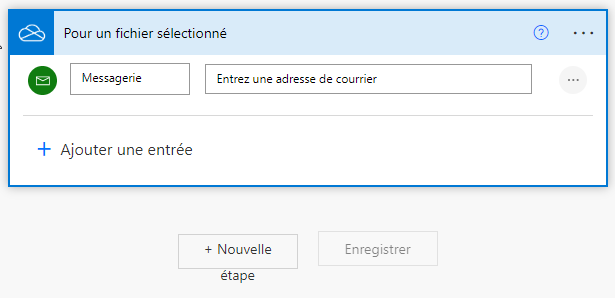 Pour un fichier sélectionné
Messagerie
Entrez une adresse de courrier
+ Ajouter une entrée
+ Nouvelle étape
Enregistrer